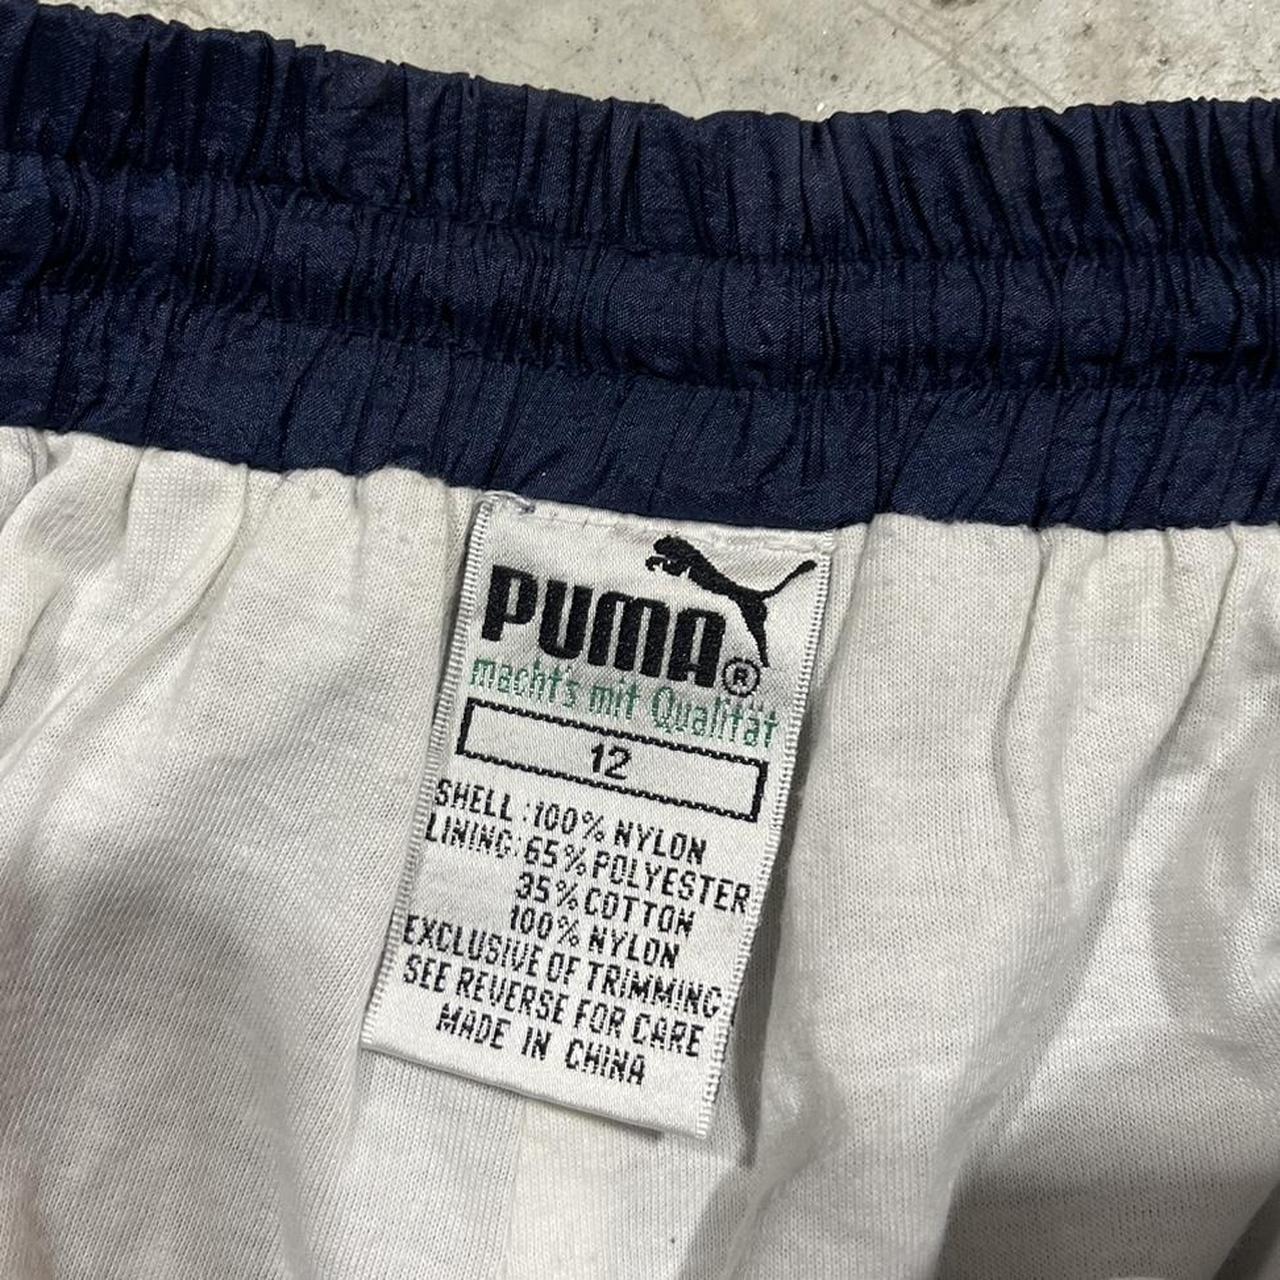 PUMA®
macht's mit Qualität
12
SHELL : 100% NYLON
LINING: 65% POLYESTER
35% COTTON
100% NYLON
EXCLUSIVE OF TRIMMING
SEE REVERSE FOR CARE
MADE IN CHINA